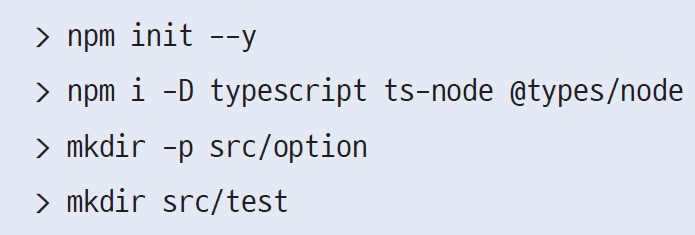 > npm init --y
> npm i -D typescript ts-node @types/node
> mkdir -p src/option
> mkdir src/test